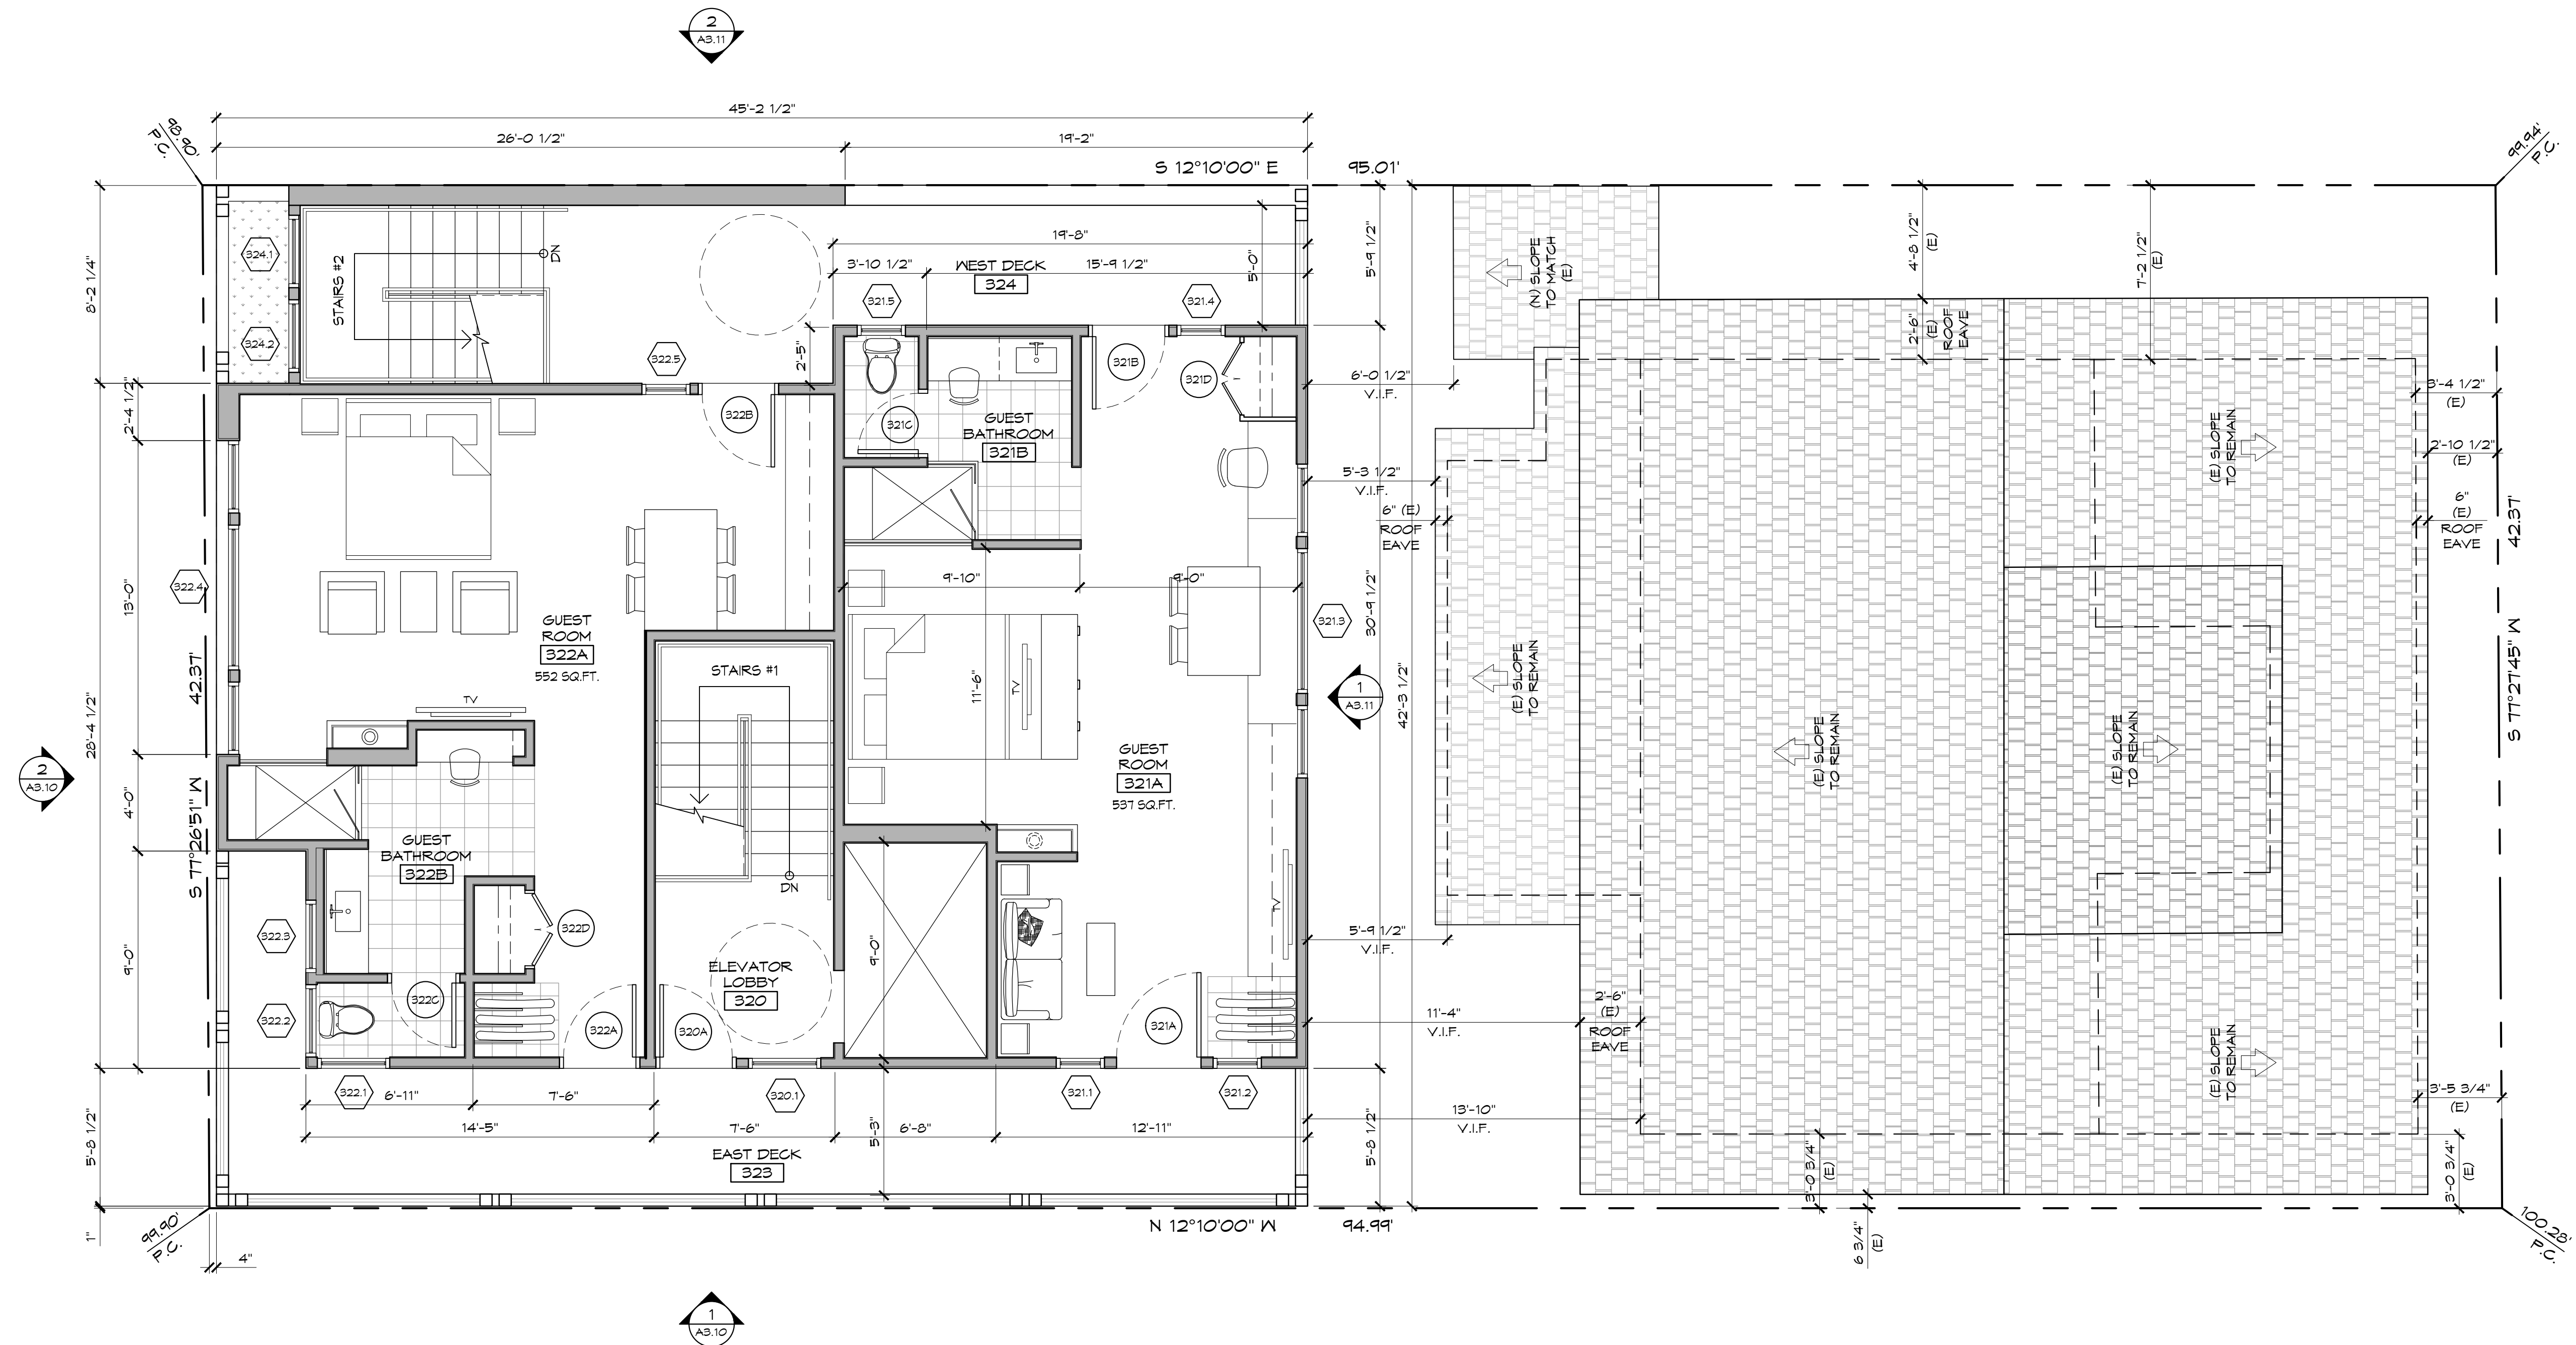 2
A3.11
45'-2 1/2"
26'-0 1/2"
19'-2"
98.90'
P.C.
S 12°10'00" E
95.01'
99.94'
P.C.
8'-2 1/4"
324.1
324.2
STAIRS #2
DN
19'-8"
3'-10 1/2"
WEST DECK
324
15'-9 1/2"
5'-0"
5'-9 1/2"
321.5
321.4
(N) SLOPE
TO MATCH
(E)
4'-8 1/2"
(E)
7'-2 1/2"
(E)
2'-6"
(E)
ROOF
EAVE
2'-5"
322.5
322B
321B
321D
321C
GUEST
BATHROOM
321B
6'-0 1/2"
V.I.F.
5'-3 1/2"
V.I.F.
6" (E)
ROOF
EAVE
3'-4 1/2"
(E)
2'-10 1/2"
(E)
6"
(E)
ROOF
EAVE
(E) SLOPE
TO REMAIN
42.37'
S 77°27'45" W
2'-4 1/2"
13'-0"
322.4
28'-4 1/2"
42.37'
S 77°26'51" W
4'-0"
9'-0"
GUEST
ROOM
322A
552 SQ.FT.
TV
STAIRS #1
DN
9'-10"
9'-0"
11'-6"
TV
GUEST
ROOM
321A
537 SQ.FT.
321.3
30'-9 1/2"
1
A3.11
42'-3 1/2"
(E) SLOPE
TO REMAIN
(E) SLOPE
TO REMAIN
(E) SLOPE
TO REMAIN
2
A3.10
GUEST
BATHROOM
322B
322.3
322.2
322D
322C
322A
320A
ELEVATOR
LOBBY
320
9'-0"
TV
321A
5'-9 1/2"
V.I.F.
11'-4"
V.I.F.
2'-6"
(E)
ROOF
EAVE
(E) SLOPE
TO REMAIN
3'-5 3/4"
(E)
322.1
6'-11"
7'-6"
320.1
321.1
321.2
14'-5"
7'-6"
5'-3"
6'-8"
12'-11"
13'-10"
V.I.F.
5'-8 1/2"
5'-8 1/2"
EAST DECK
323
3'-0 3/4"
(E)
3'-0 3/4"
(E)
1"
99.90'
P.C.
4"
N 12°10'00" W
94.99'
6 3/4"
(E)
100.28'
P.C.
1
A3.10